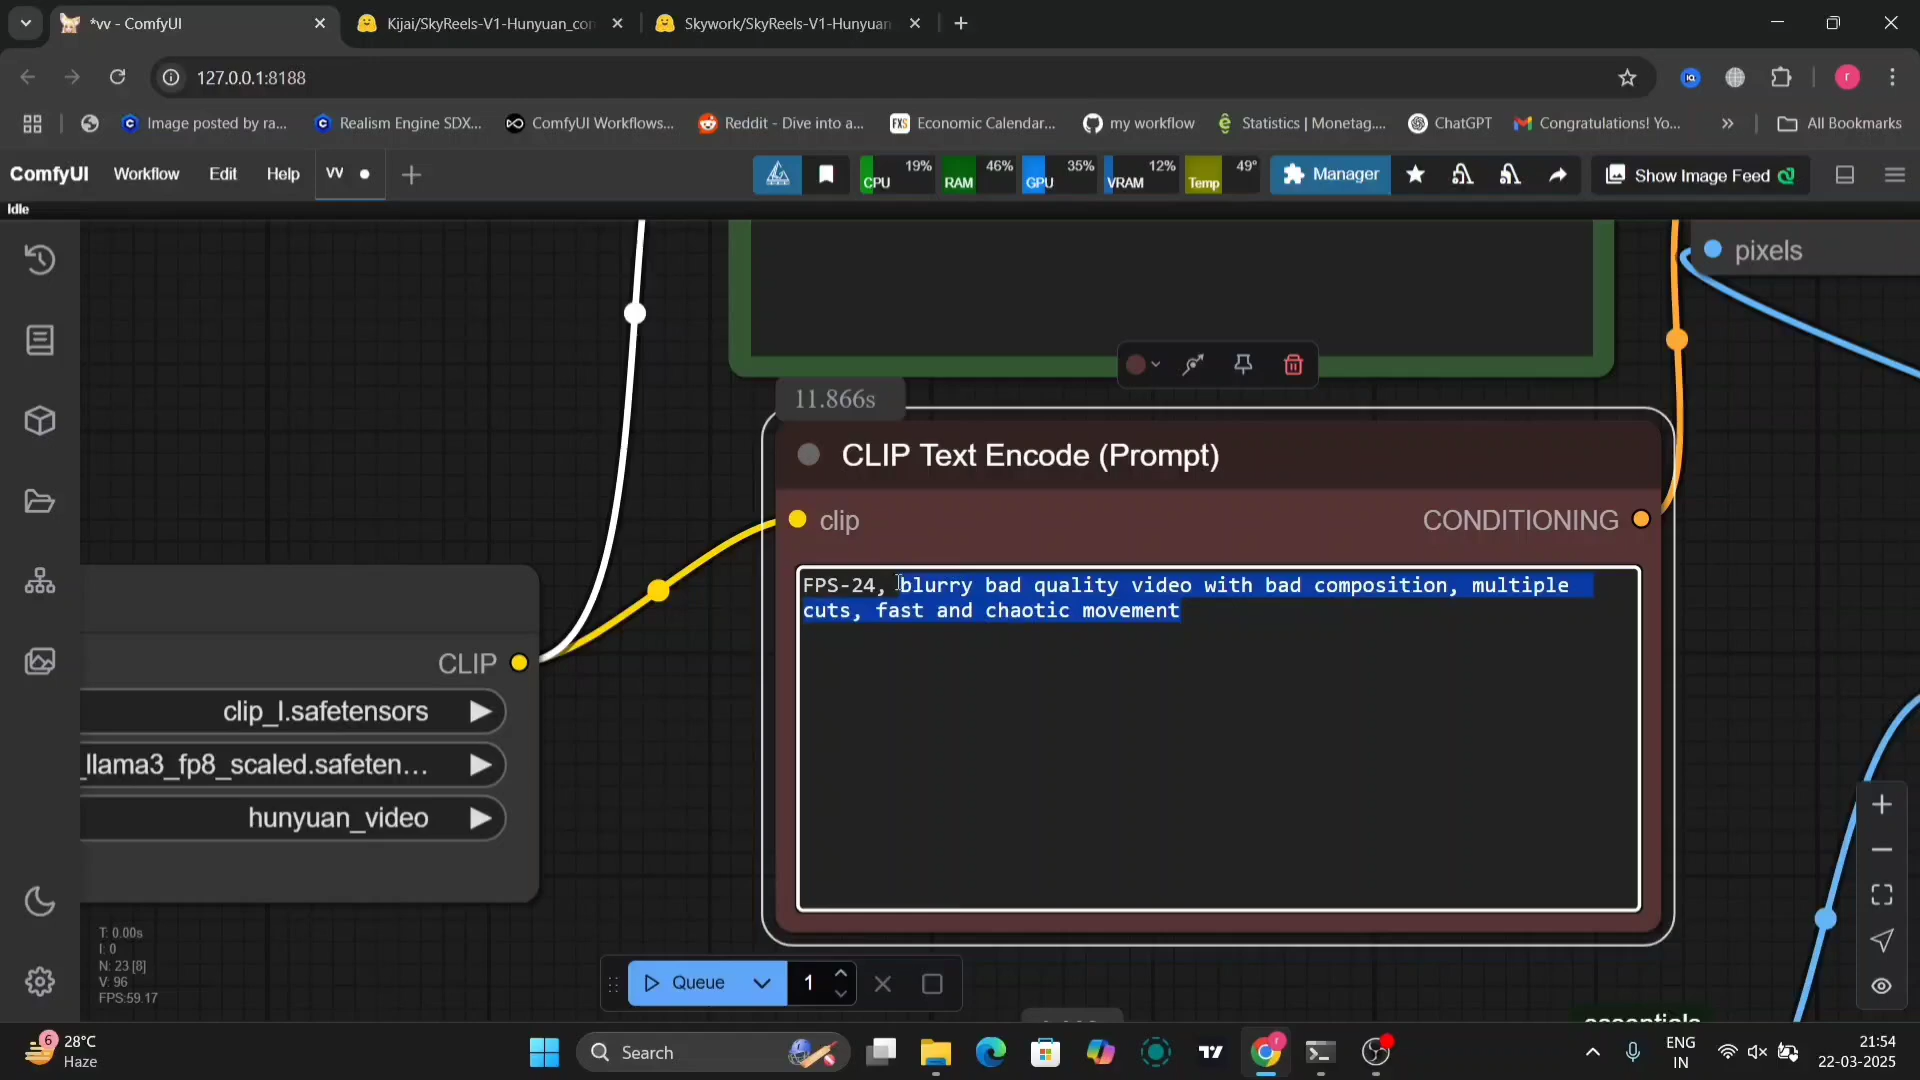 *vv - ComfyUI
Kijai/SkyReels-V1-Hunyuan_con
Skywork/SkyReels-V1-Hunyuan
127.0.0.1:8188
r
Image posted by ra...
Realism Engine SDX...
ComfyUI Workflows...
Reddit - Dive into a...
FXS
Economic Calendar...
my workflow
Statistics | Monetag....
ChatGPT
Congratulations! Yo...
All Bookmarks
ComfyUI
Workflow
Edit
Help
vv
CPU 19%
RAM 46%
GPU 35%
VRAM 12%
Temp 49°
Manager
Show Image Feed
Idle
pixels
11.866s
CLIP Text Encode (Prompt)
clip
CONDITIONING
FPS-24, blurry bad quality video with bad composition, multiple
cuts, fast and chaotic movement
CLIP
clip_l.safetensors
_llama3_fp8_scaled.safeten...
hunyuan_video
T: 0.00s
I: 0
N: 23 [8]
V: 96
FPS:59.17
Queue
1
essentials
6
28°C
Haze
Search
ENG
IN
21:54
22-03-2025